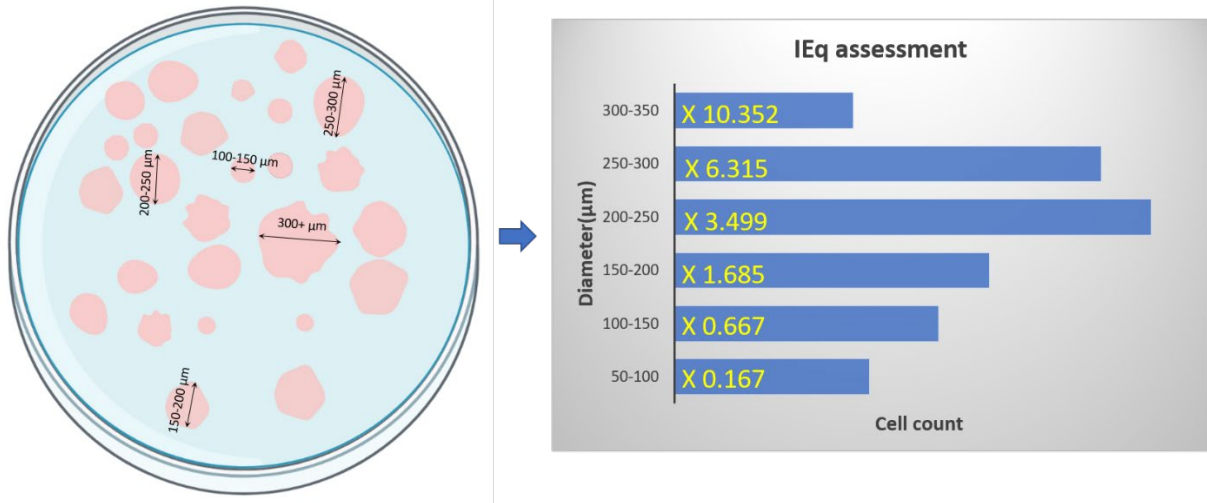 250-300 µm
100-150 µm
200-250 µm
300+ µm
150-200 µm
IEq assessment
Diameter(µm)
300-350
X 10.352
250-300
X 6.315
200-250
X 3.499
150-200
X 1.685
100-150
X 0.667
50-100
X 0.167
Cell count